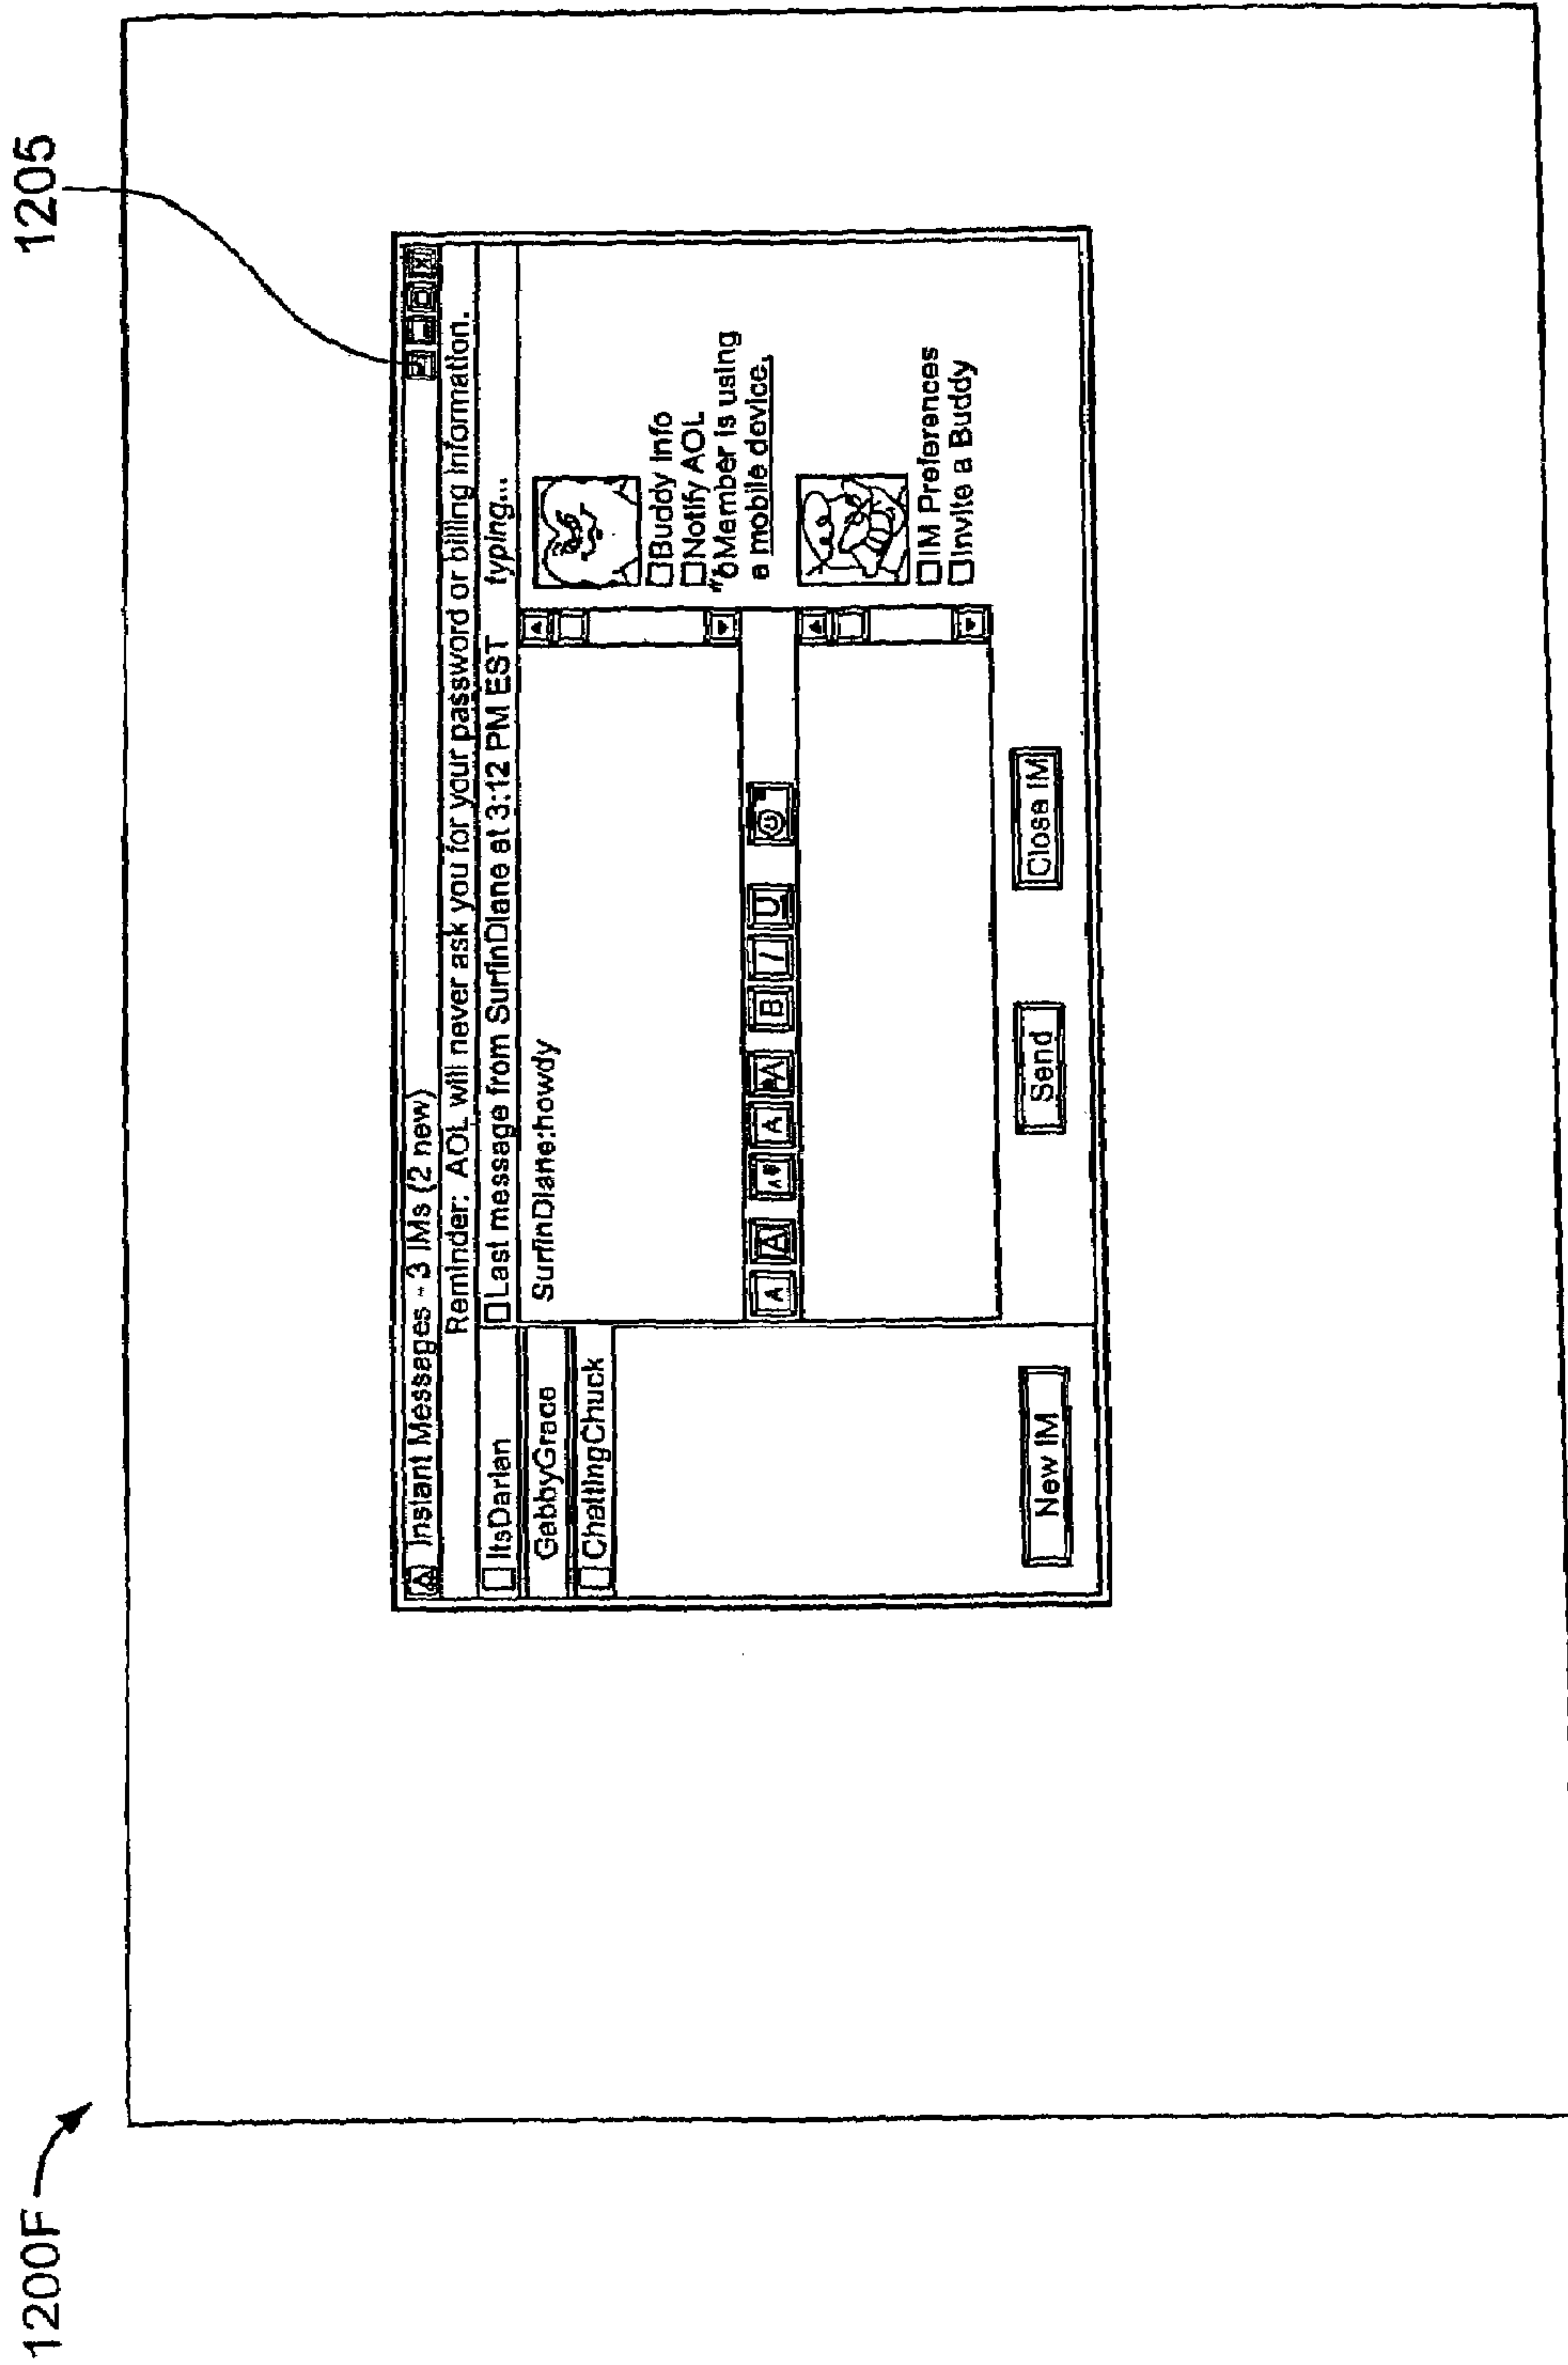 1200F
1205
Instant Messages - 3 IMs (2 new)
Reminder: AOL will never ask you for your password or billing information.
Last message from SurfinDiane at 3:12 PM EST typing...
ItsDarian
GabbyGrace
ChattingChuck
SurfinDiane:howdy
Buddy Info
Notify AOL
Member is using
a mobile device.
A A A A A B I U
IM Preferences
Invite a Buddy
New IM
Send
Close IM